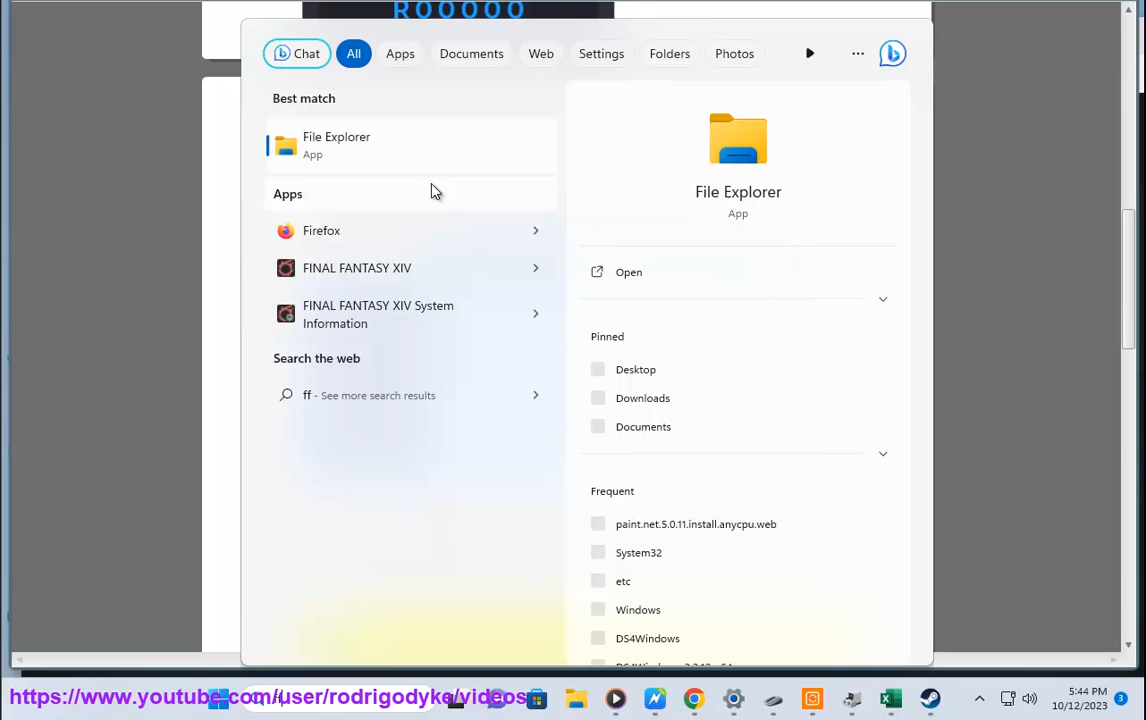 R00000
Chat
All
Apps
Documents
Web
Settings
Folders
Photos
Best match
File Explorer
App
Apps
Firefox
FINAL FANTASY XIV
FINAL FANTASY XIV System
Information
Search the web
ff - See more search results
File Explorer
App
Open
Pinned
Desktop
Downloads
Documents
Frequent
paint.net.5.0.11.install.anycpu.web
System32
etc
Windows
DS4Windows
https://www.youtube.com/user/rodrigodyke/videos
5:44 PM
10/12/2023
3